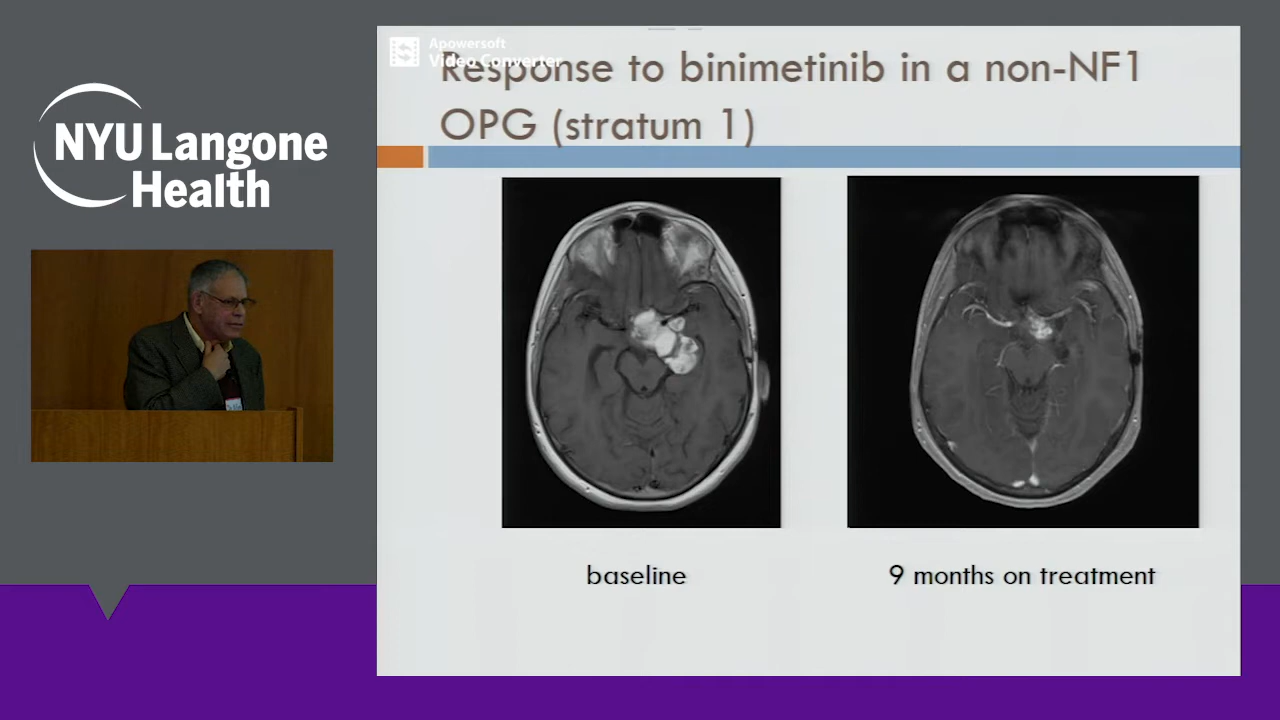 NYU Langone
Health
Apowersoft
Video Converter
Response to binimetinib in a non-NF1
OPG (stratum 1)
baseline
9 months on treatment